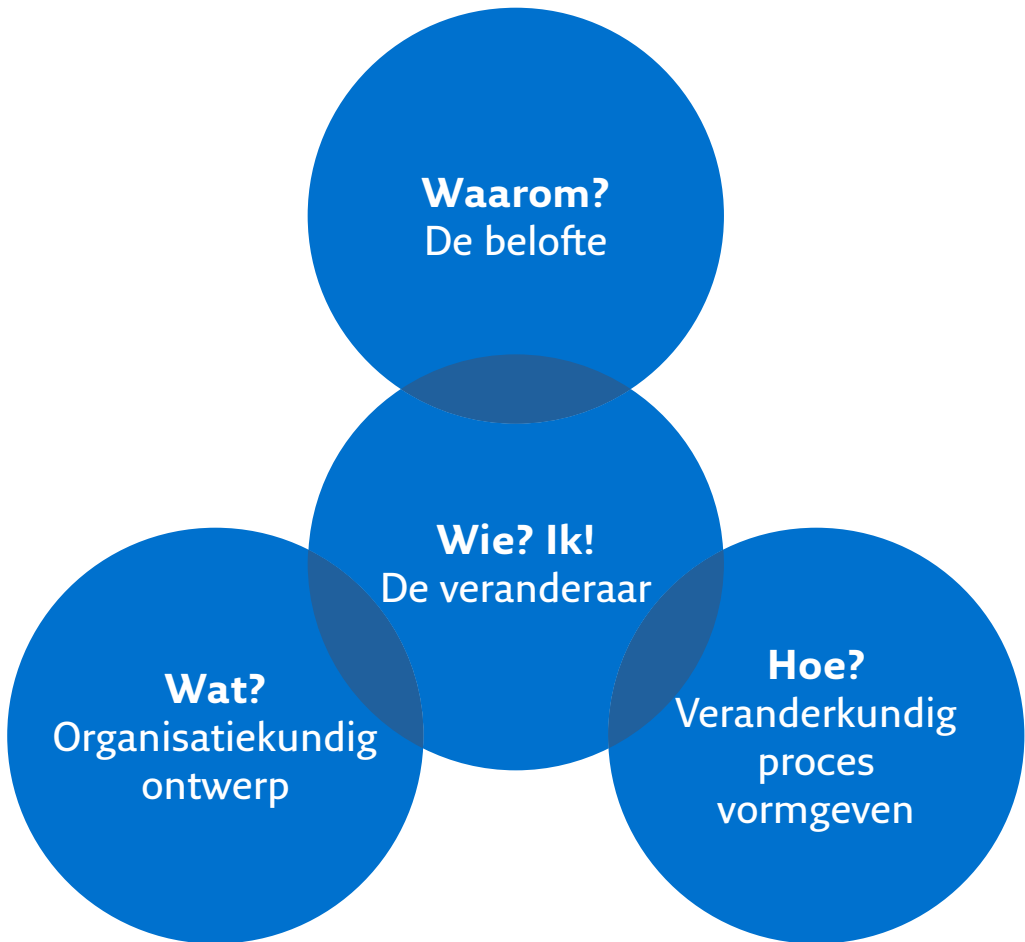 Waarom?
De belofte
Wie? Ik!
De veranderaar
Wat?
Organisatiekundig
ontwerp
Hoe?
Veranderkundig
proces
vormgeven